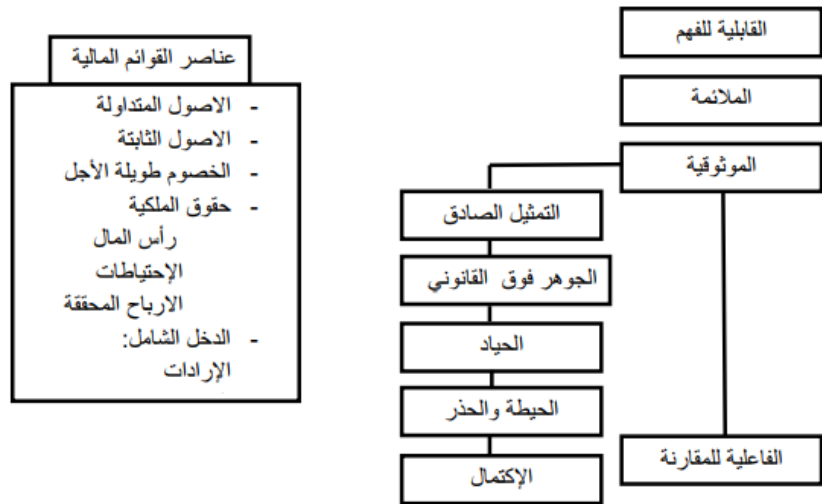 القابلية للفهم
الملائمة
الموثوقية
التمثيل الصادق
الجوهر فوق القانوني
الحياد
الحيطة والحذر
الإكتمال
الفاعلية للمقارنة
عناصر القوائم المالية
- الاصول المتداولة
- الاصول الثابتة
- الخصوم طويلة الأجل
- حقوق الملكية
رأس المال
الإحتياطات
الارباح المحققة
- الدخل الشامل:
الإرادات